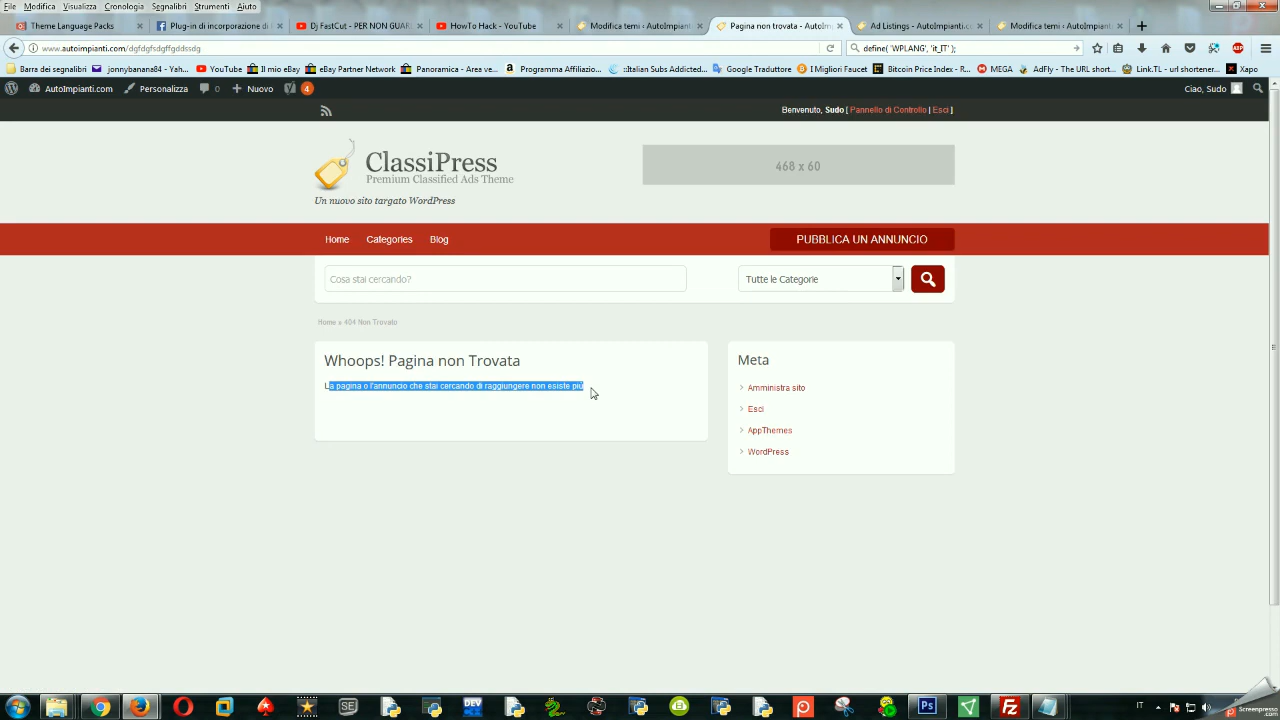 File Modifica Visualizza Cronologia Segnalibri Strumenti Aiuto
Theme Language Packs
Plug-in di incorporazione di
Dj FastCut - PER NON GUAR
HowTo Hack - YouTube
Modifica temi ‹ AutoImpiant
Pagina non trovata - AutoIm
Ad Listings - AutoImpianti.c
Modifica temi ‹ AutoImpiant
www.autoimpianti.com/dgfdgfsdgffgddssdg
define( 'WPLANG', 'it_IT' );
Barra dei segnalibri
jonnybanana84 - Yah...
YouTube
Il mio eBay
eBay Partner Network
Panoramica - Area ve...
Programma Affiliazio...
::Italian Subs Addicted...
Google Traduttore
I Migliori Faucet
Bitcoin Price Index - R...
MEGA
AdFly - The URL short...
Link.TL - url shortener...
Xapo
AutoImpianti.com
Personalizza
0
Nuovo
4
Ciao, Sudo
Benvenuto, Sudo [ Pannello di Controllo | Esci ]
ClassiPress
Premium Classified Ads Theme
468 x 60
Un nuovo sito targato WordPress
Home Categories Blog
PUBBLICA UN ANNUNCIO
Cosa stai cercando?
Tutte le Categorie
Home » 404 Non Trovato
Whoops! Pagina non Trovata
La pagina o l'annuncio che stai cercando di raggiungere non esiste più
Meta
Amministra sito
Esci
AppThemes
WordPress
SE
DEV
Ps
Fz
IT
Screenpresso
.com